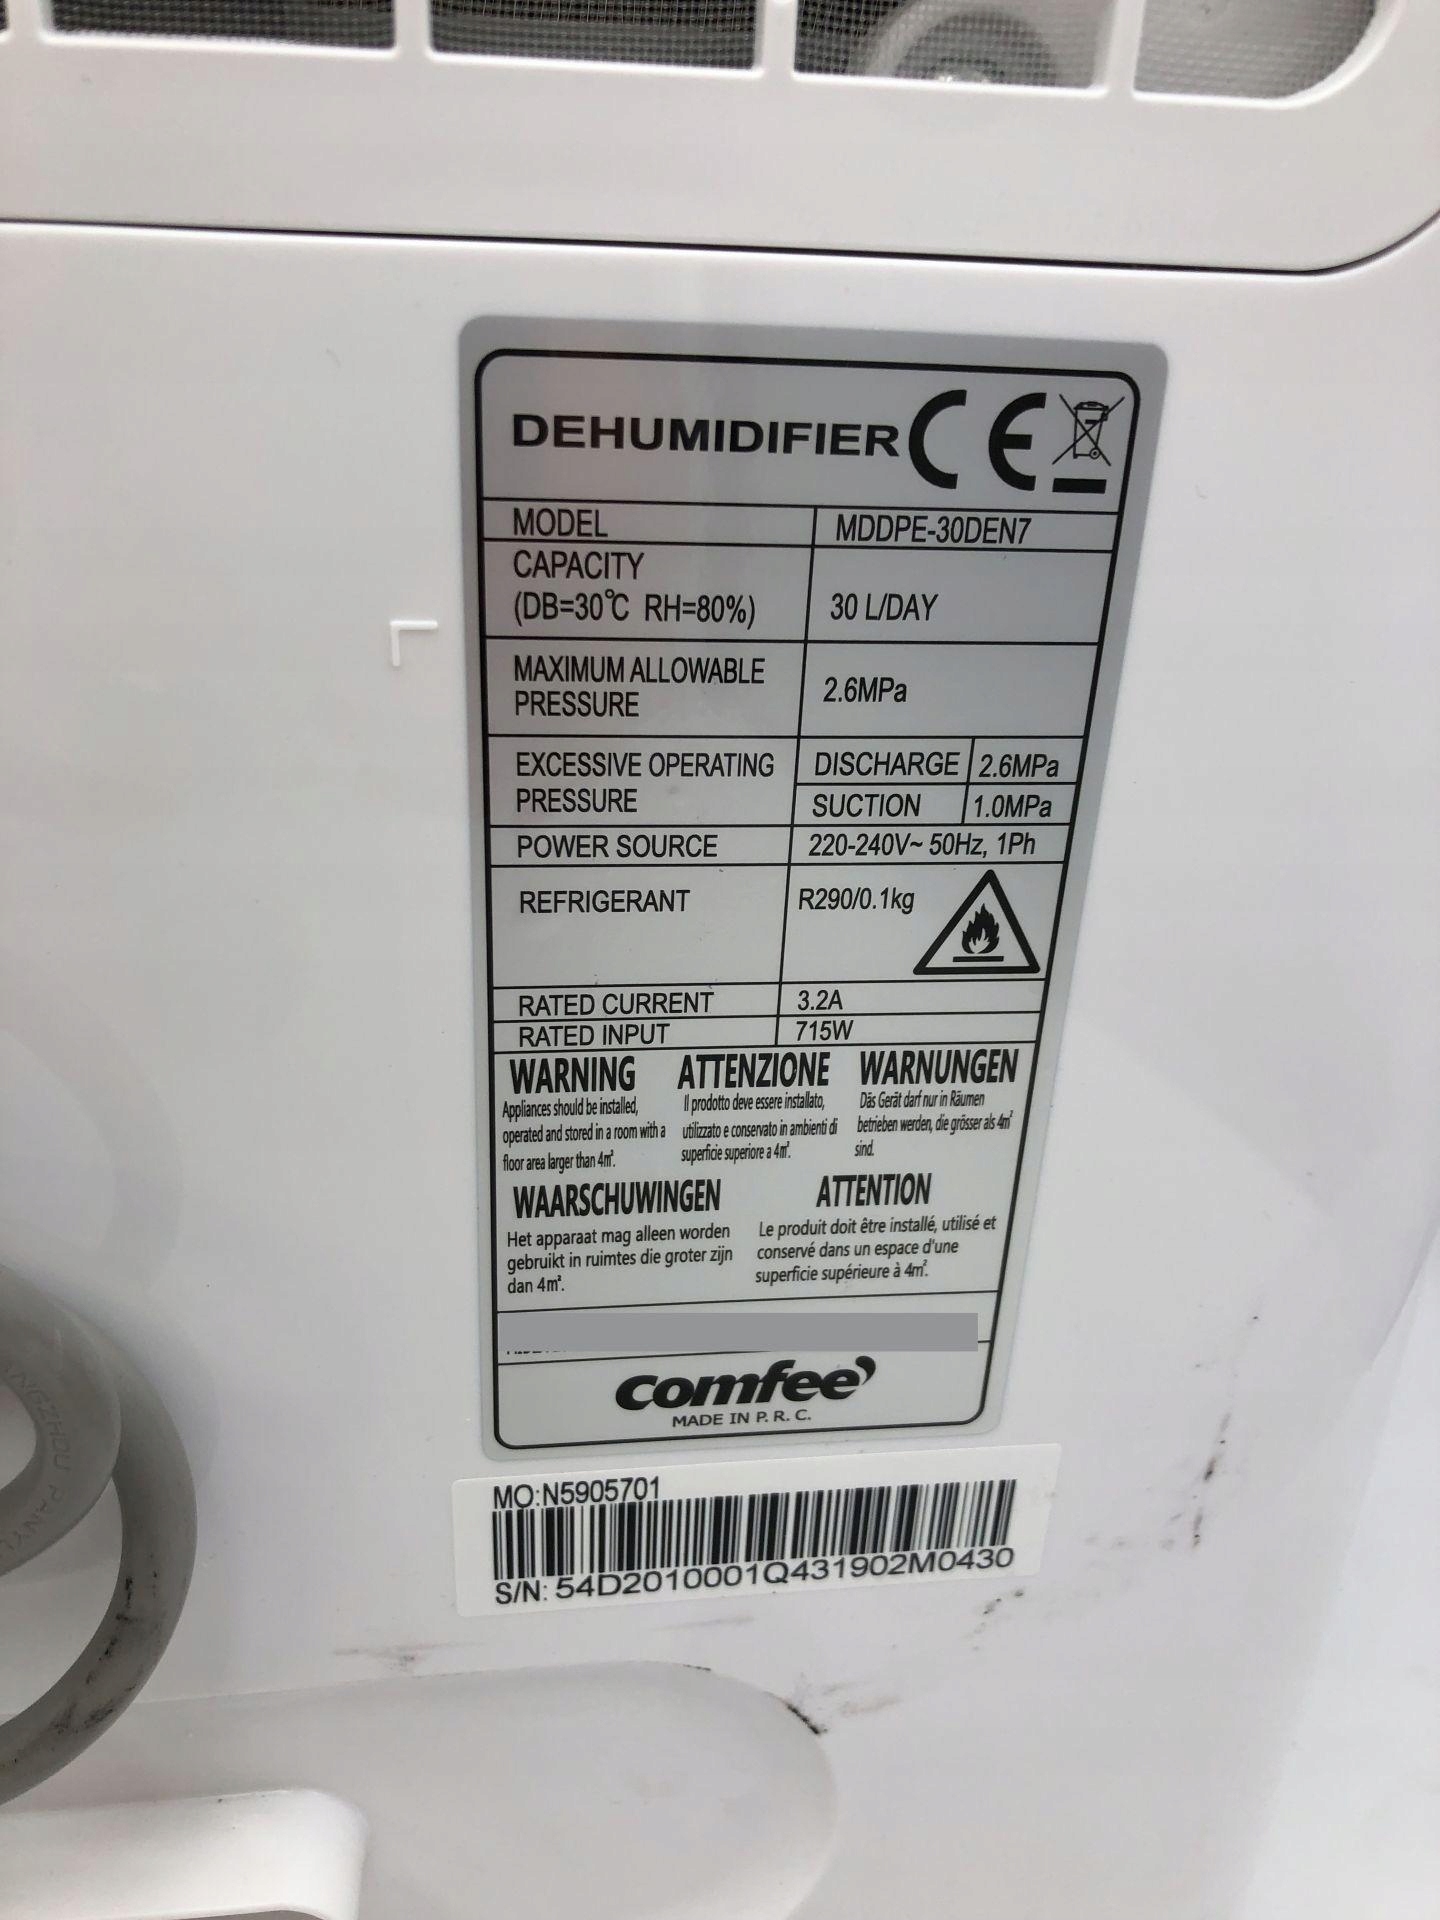 DEHUMIDIFIER CE
MODEL MDDPE-30DEN7
CAPACITY
(DB=30℃ RH=80%) 30 L/DAY
MAXIMUM ALLOWABLE
PRESSURE 2.6MPa
EXCESSIVE OPERATING
PRESSURE
DISCHARGE 2.6MPa
SUCTION 1.0MPa
POWER SOURCE 220-240V~ 50Hz, 1Ph
REFRIGERANT R290/0.1kg
RATED CURRENT 3.2A
RATED INPUT 715W
WARNING
Appliances should be installed,
operated and stored in a room with a
floor area larger than 4㎡.
ATTENZIONE
Il prodotto deve essere installato,
utilizzato e conservato in ambienti di
superficie superiore a 4㎡.
WARNUNGEN
Däs Gerät darf nur in Räumen
betrieben werden, die grösser als 4㎡
sind.
WAARSCHUWINGEN
Het apparaat mag alleen worden
gebruikt in ruimtes die groter zijn
dan 4㎡.
ATTENTION
Le produit doit être installé, utilisé et
conservé dans un espace d'une
superficie supérieure à 4㎡.
comfee'
MADE IN P. R. C.
MO:N5905701
S/N: 54D2010001Q431902M0430